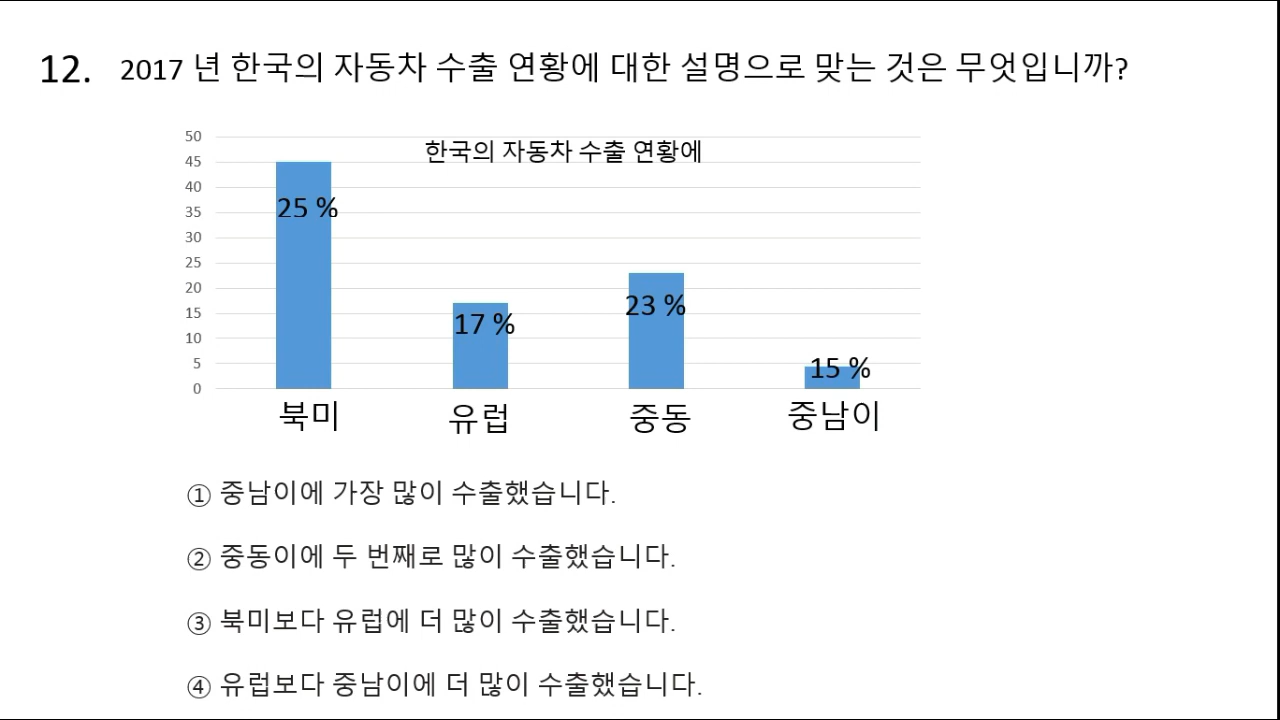 12. 2017 년 한국의 자동차 수출 연황에 대한 설명으로 맞는 것은 무엇입니까?
한국의 자동차 수출 연황에
50
45
40
35
30
25
20
15
10
5
0
25 %
17 %
23 %
15 %
북미 유럽 중동 중남이
① 중남이에 가장 많이 수출했습니다.
② 중동이에 두 번째로 많이 수출했습니다.
③ 북미보다 유럽에 더 많이 수출했습니다.
④ 유럽보다 중남이에 더 많이 수출했습니다.